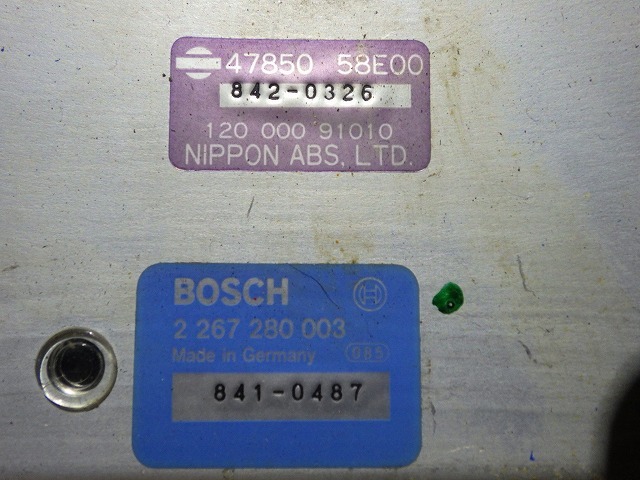 47850 58E00
842-0326
120 000 91010
NIPPON ABS, LTD.
BOSCH
2 267 280 003
Made in Germany 085
841-0487